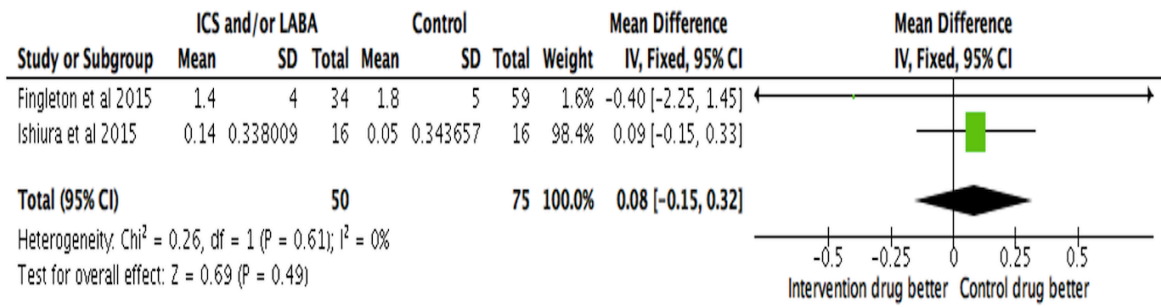 ICS and/or LABA Control Mean Difference Mean Difference
Study or Subgroup Mean SD Total Mean SD Total Weight IV, Fixed, 95% CI IV, Fixed, 95% CI
Fingleton et al 2015 1.4 4 34 1.8 5 59 1.6% -0.40 [-2.25, 1.45]
Ishiura et al 2015 0.14 0.338009 16 0.05 0.343657 16 98.4% 0.09 [-0.15, 0.33]
Total (95% CI) 50 75 100.0% 0.08 [-0.15, 0.32]
Heterogeneity: Chi² = 0.26, df = 1 (P = 0.61); I² = 0%
Test for overall effect: Z = 0.69 (P = 0.49)
-0.5 -0.25 0 0.25 0.5
Intervention drug better Control drug better